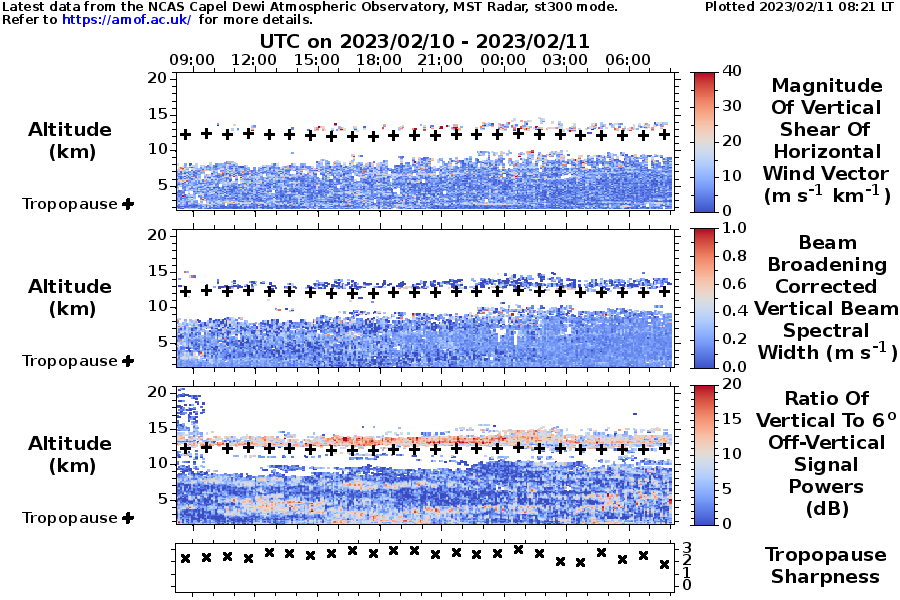 Latest data from the NCAS Capel Dewi Atmospheric Observatory, MST Radar, st300 mode.
Plotted 2023/02/11 08:21 LT
Refer to https://amof.ac.uk/ for more details.
UTC on 2023/02/10 - 2023/02/11
09:00 12:00 15:00 18:00 21:00 00:00 03:00 06:00
20
15
10
5
Altitude
(km)
Tropopause
40
30
20
10
0
Magnitude
Of Vertical
Shear Of
Horizontal
Wind Vector
(m s-1 km-1)
20
15
10
5
Altitude
(km)
Tropopause
1.0
0.8
0.6
0.4
0.2
0.0
Beam
Broadening
Corrected
Vertical Beam
Spectral
Width (m s-1)
20
15
10
5
Altitude
(km)
Tropopause
20
15
10
5
0
Ratio Of
Vertical To 6o
Off-Vertical
Signal
Powers
(dB)
3
2
1
0
Tropopause
Sharpness